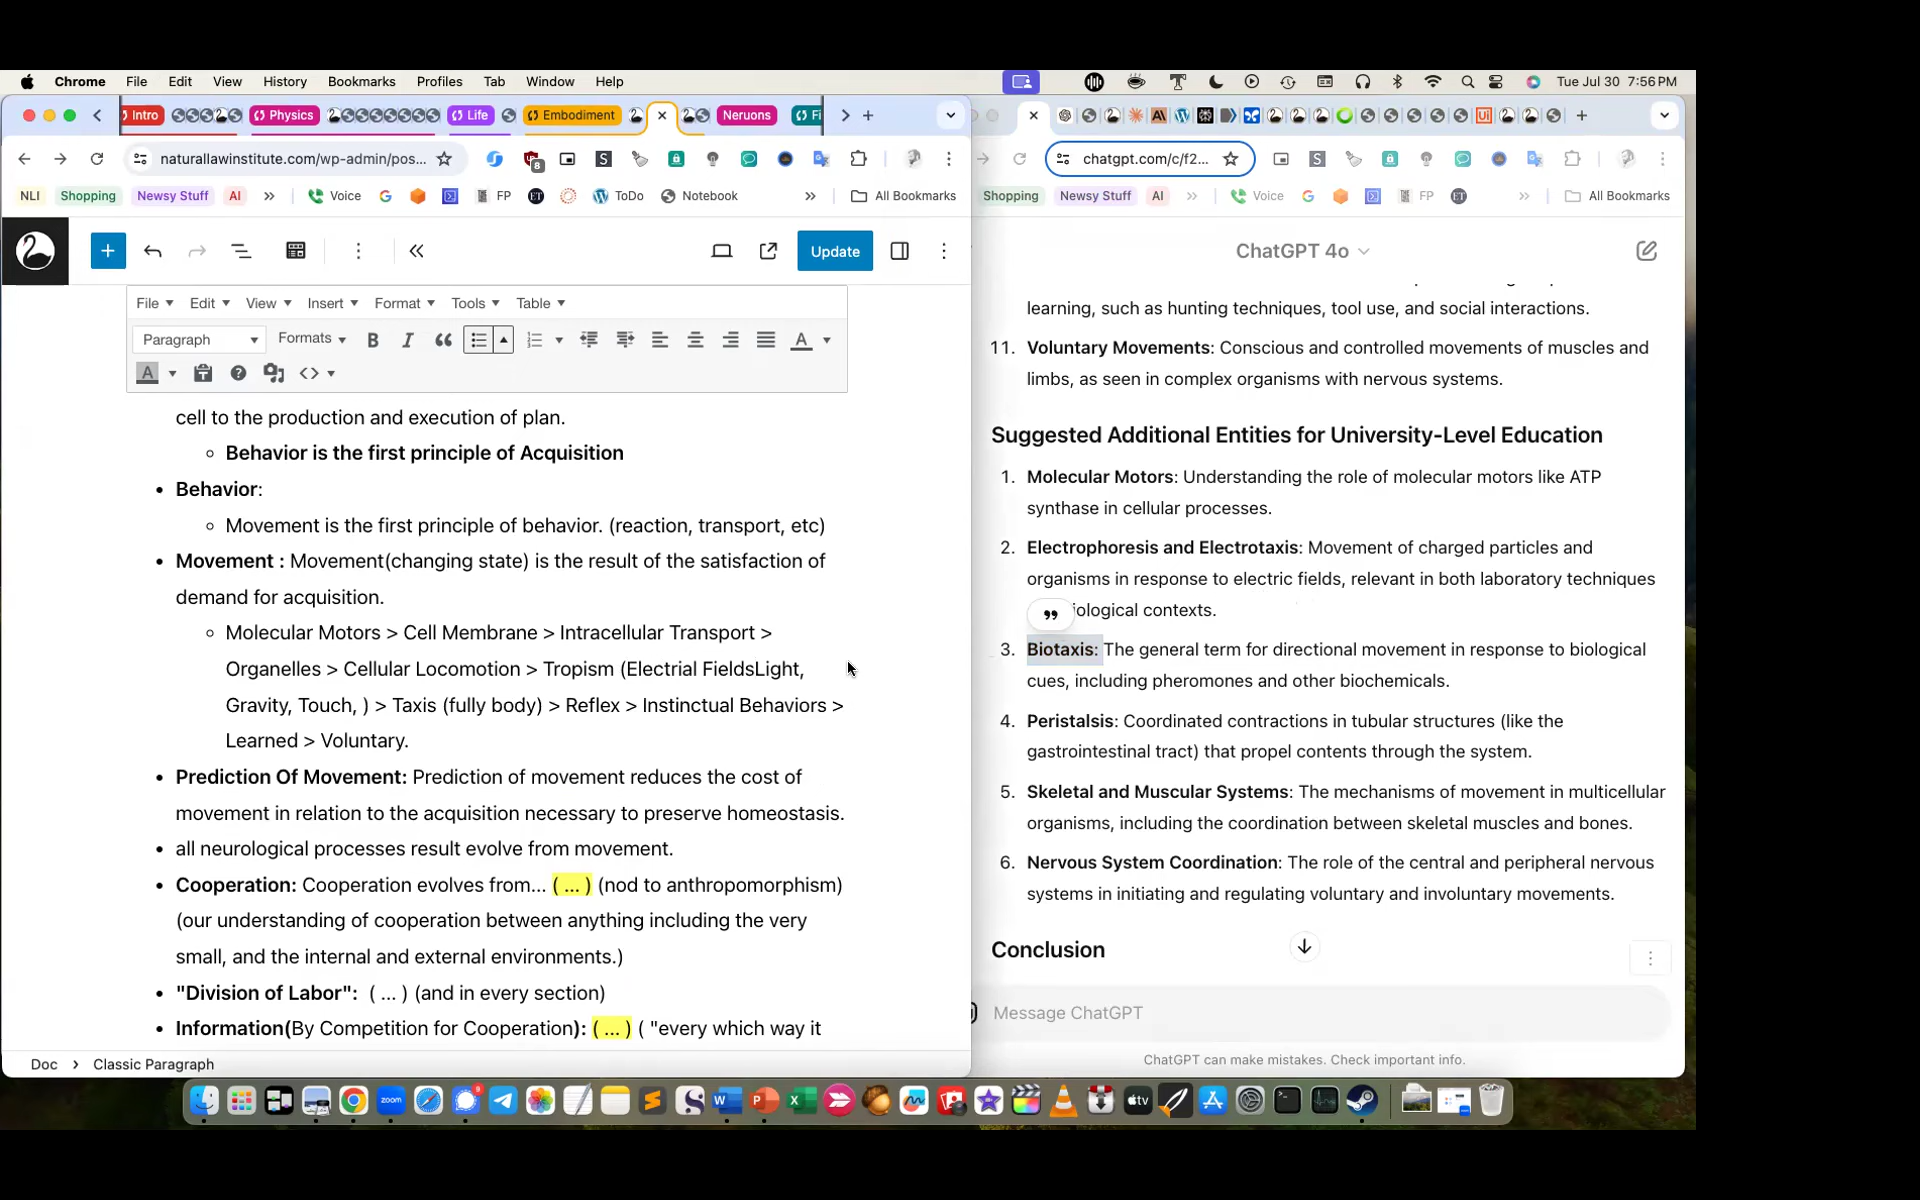 Chrome File Edit View History Bookmarks Profiles Tab Window Help Tue Jul 30 7:56 PM
Intro Physics Life Embodiment Neruons Fi
naturallawinstitute.com/wp-admin/pos...
8
NLI Shopping Newsy Stuff AI » Voice G FP ET ToDo Notebook » All Bookmarks
Update
File Edit View Insert Format Tools Table
Paragraph Formats B I A
A
cell to the production and execution of plan.
Behavior is the first principle of Acquisition
Behavior:
Movement is the first principle of behavior. (reaction, transport, etc)
Movement : Movement(changing state) is the result of the satisfaction of
demand for acquisition.
Molecular Motors > Cell Membrane > Intracellular Transport >
Organelles > Cellular Locomotion > Tropism (Electrial FieldsLight,
Gravity, Touch, ) > Taxis (fully body) > Reflex > Instinctual Behaviors >
Learned > Voluntary.
Prediction Of Movement: Prediction of movement reduces the cost of
movement in relation to the acquisition necessary to preserve homeostasis.
all neurological processes result evolve from movement.
Cooperation: Cooperation evolves from... ( ... ) (nod to anthropomorphism)
(our understanding of cooperation between anything including the very
small, and the internal and external environments.)
"Division of Labor": ( ... ) (and in every section)
Information(By Competition for Cooperation): ( ... ) ( "every which way it
Doc > Classic Paragraph
chatgpt.com/c/f2...
Shopping Newsy Stuff AI » Voice G FP ET » All Bookmarks
ChatGPT 4o
learning, such as hunting techniques, tool use, and social interactions.
11. Voluntary Movements: Conscious and controlled movements of muscles and
limbs, as seen in complex organisms with nervous systems.
Suggested Additional Entities for University-Level Education
1. Molecular Motors: Understanding the role of molecular motors like ATP
synthase in cellular processes.
2. Electrophoresis and Electrotaxis: Movement of charged particles and
organisms in response to electric fields, relevant in both laboratory techniques
iological contexts.
3. Biotaxis: The general term for directional movement in response to biological
cues, including pheromones and other biochemicals.
4. Peristalsis: Coordinated contractions in tubular structures (like the
gastrointestinal tract) that propel contents through the system.
5. Skeletal and Muscular Systems: The mechanisms of movement in multicellular
organisms, including the coordination between skeletal muscles and bones.
6. Nervous System Coordination: The role of the central and peripheral nervous
systems in initiating and regulating voluntary and involuntary movements.
Conclusion
Message ChatGPT
ChatGPT can make mistakes. Check important info.
zoom tv